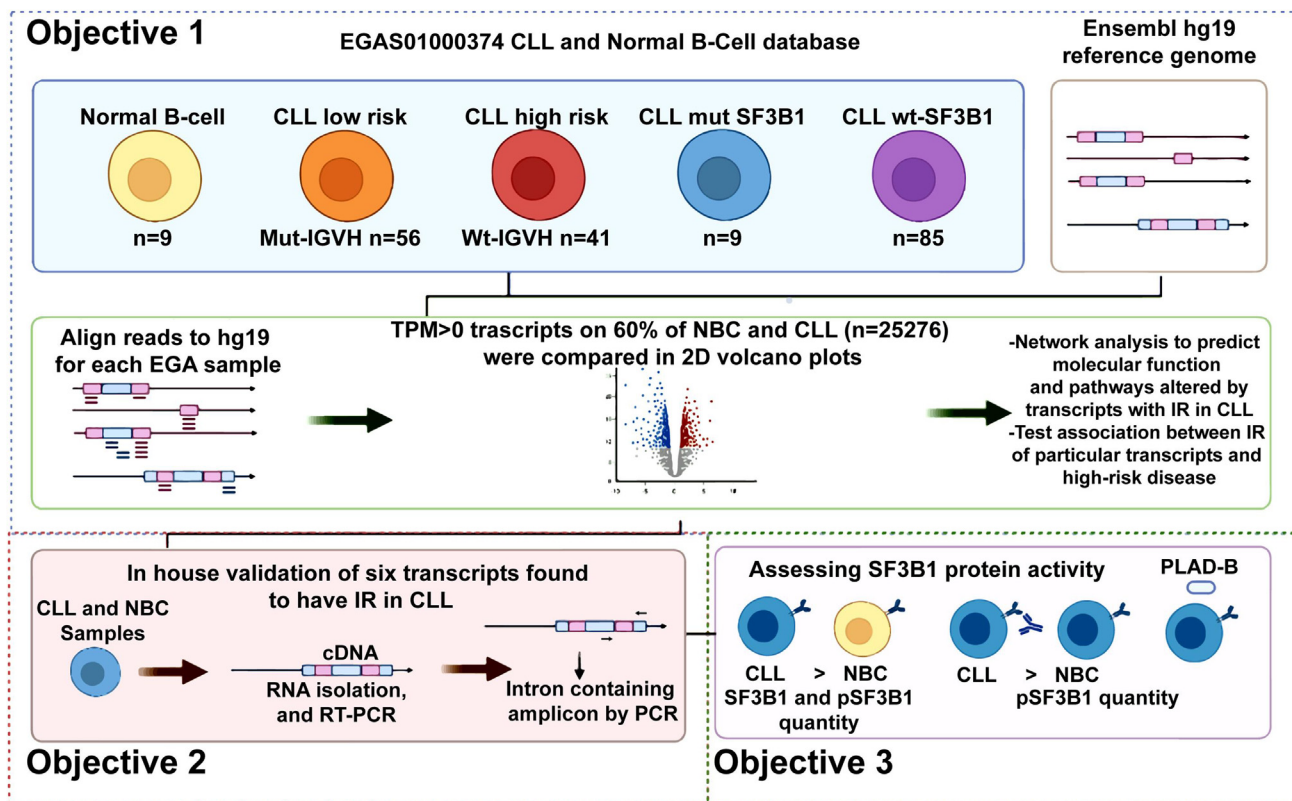 Objective 1
EGAS01000374 CLL and Normal B-Cell database
Ensembl hg19
reference genome
Normal B-cell
CLL low risk
CLL high risk
CLL mut SF3B1
CLL wt-SF3B1
n=9
Mut-IGVH n=56
Wt-IGVH n=41
n=9
n=85
Align reads to hg19
for each EGA sample
TPM>0 trascripts on 60% of NBC and CLL (n=25276)
were compared in 2D volcano plots
-5
0
5
-Network analysis to predict
molecular function
and pathways altered by
transcripts with IR in CLL
-Test association between IR
of particular transcripts and
high-risk disease
In house validation of six transcripts found
to have IR in CLL
CLL and NBC
Samples
cDNA
RNA isolation,
and RT-PCR
Intron containing
amplicon by PCR
Objective 2
Assessing SF3B1 protein activity
PLAD-B
CLL > NBC
SF3B1 and pSF3B1
quantity
CLL > NBC
pSF3B1 quantity
Objective 3